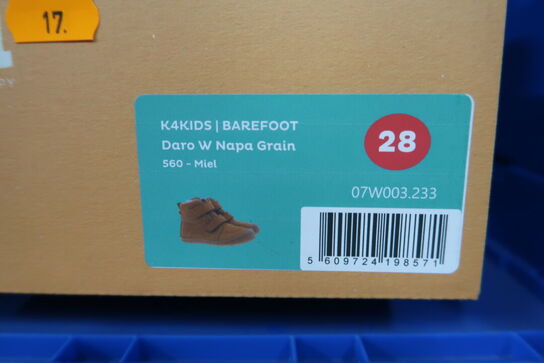 17.
K4KIDS | BAREFOOT
Daro W Napa Grain
560 - Miel
28
07W003.233
5 609724 198571